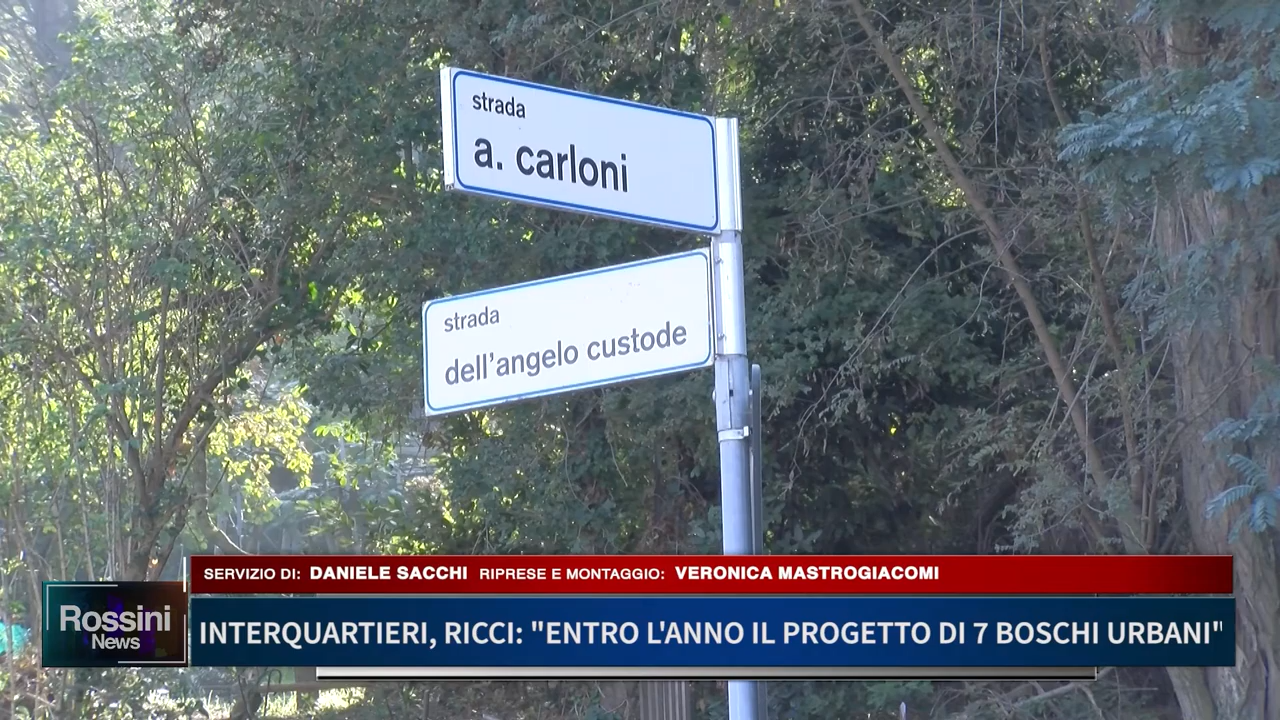 strada
a. carloni
strada
dell'angelo custode
SERVIZIO DI: DANIELE SACCHI RIPRESE E MONTAGGIO: VERONICA MASTROGIACOMI
Rossini
News
INTERQUARTIERI, RICCI: "ENTRO L'ANNO IL PROGETTO DI 7 BOSCHI URBANI"